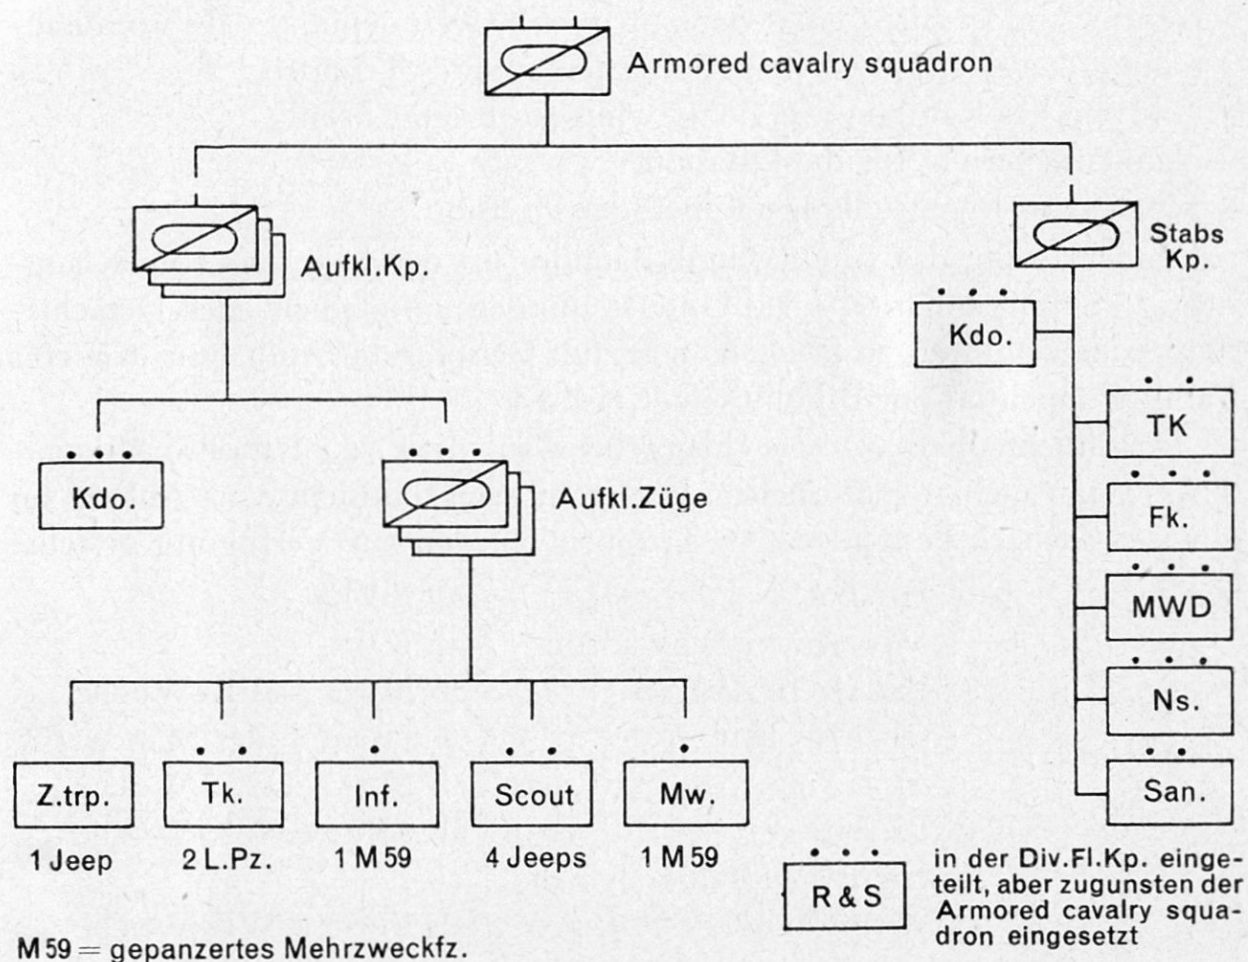 Armored cavalry squadron
Aufkl.Kp.
Stabs
Kp.
Kdo.
TK
Fk.
MWD
Ns.
San.
Kdo.
Aufkl.Züge
Z.trp.
Tk.
Inf.
Scout
Mw.
1 Jeep
2 L.Pz.
1 M 59
4 Jeeps
1 M 59
R & S
in der Div.Fl.Kp. einge-
teilt, aber zugunsten der
Armored cavalry squa-
dron eingesetzt
M 59 = gepanzertes Mehrzweckfz.